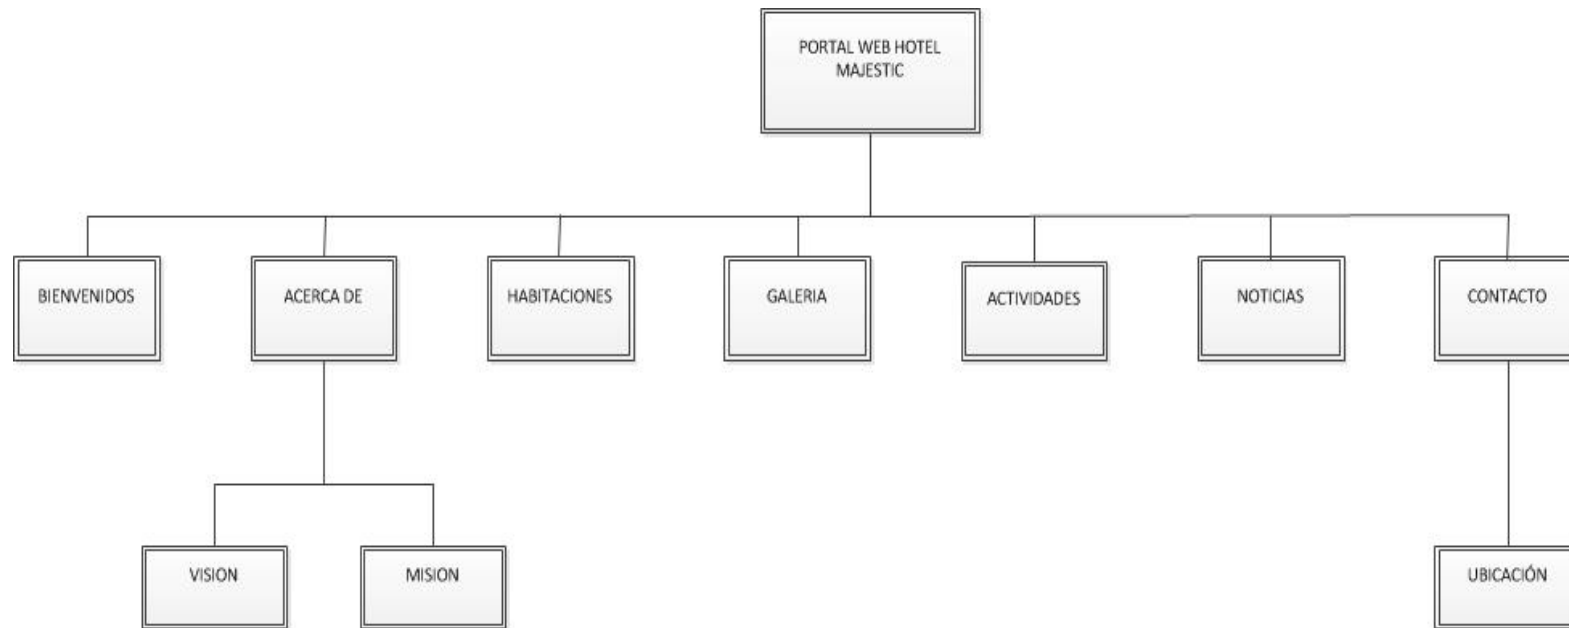 PORTAL WEB HOTEL
MAJESTIC
BIENVENIDOS
ACERCA DE
HABITACIONES
GALERIA
ACTIVIDADES
NOTICIAS
CONTACTO
VISION
MISION
UBICACIÓN